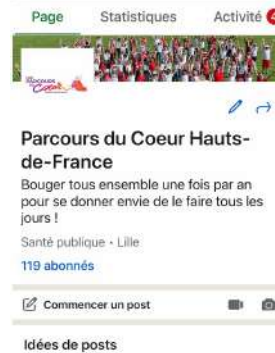 Page Statistiques Activité
Parcours
Coeur
Parcours du Coeur Hauts-
de-France
Bouger tous ensemble une fois par an
pour se donner envie de le faire tous les
jours !
Santé publique • Lille
119 abonnés
Commencer un post
Idées de posts